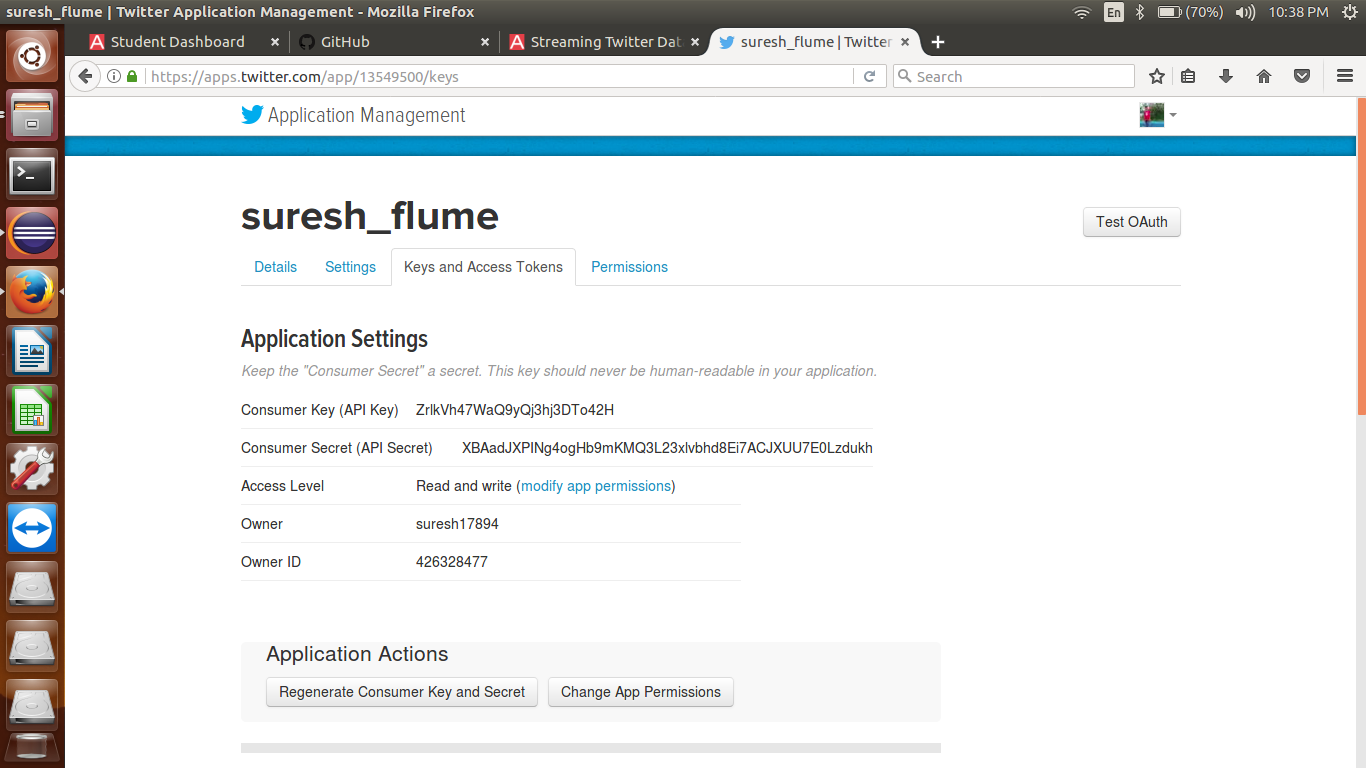 suresh_flume | Twitter Application Management - Mozilla Firefox
En
(70%)
10:38 PM
Student Dashboard
GitHub
Streaming Twitter Dat
suresh_flume | Twitter
https://apps.twitter.com/app/13549500/keys
Search
Application Management
suresh_flume
Test OAuth
Details
Settings
Keys and Access Tokens
Permissions
Application Settings
Keep the "Consumer Secret" a secret. This key should never be human-readable in your application.
Consumer Key (API Key) ZrlkVh47WaQ9yQj3hj3DTo42H
Consumer Secret (API Secret) XBAadJXPINg4ogHb9mKMQ3L23xlvbhd8Ei7ACJXUU7E0Lzdukh
Access Level Read and write (modify app permissions)
Owner suresh17894
Owner ID 426328477
Application Actions
Regenerate Consumer Key and Secret
Change App Permissions